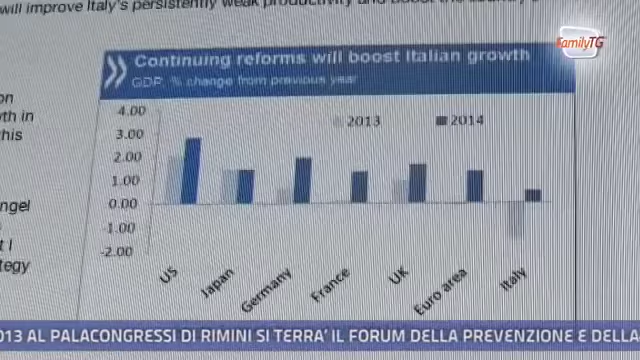 will improve Italy's persistently weak productivity and boost the
FamilyTG
Continuing reforms will boost Italian growth
GDP, % change from previous year
on
th in
this
ngel
t I
tegy
4.00
3.00
2.00
1.00
0.00
-1.00
-2.00
2013
2014
US
Japan
Germany
France
UK
Euro area
Italy
013 AL PALACONGRESSI DI RIMINI SI TERRA' IL FORUM DELLA PREVENZIONE E DELLA